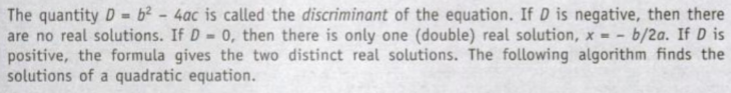 The quantity D = b² - 4ac is called the discriminant of the equation. If D is negative, then there
are no real solutions. If D = 0, then there is only one (double) real solution, x = - b/2a. If D is
positive, the formula gives the two distinct real solutions. The following algorithm finds the
solutions of a quadratic equation.